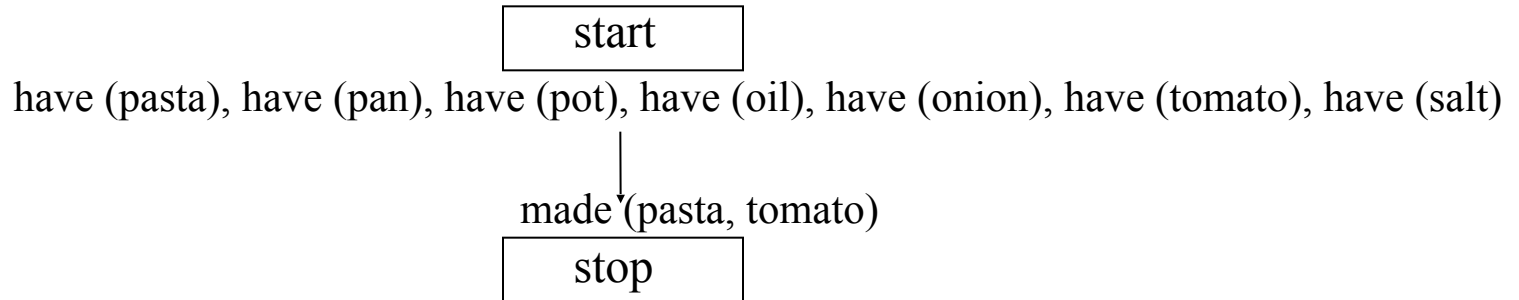 start
have (pasta), have (pan), have (pot), have (oil), have (onion), have (tomato), have (salt)
made (pasta, tomato)
stop